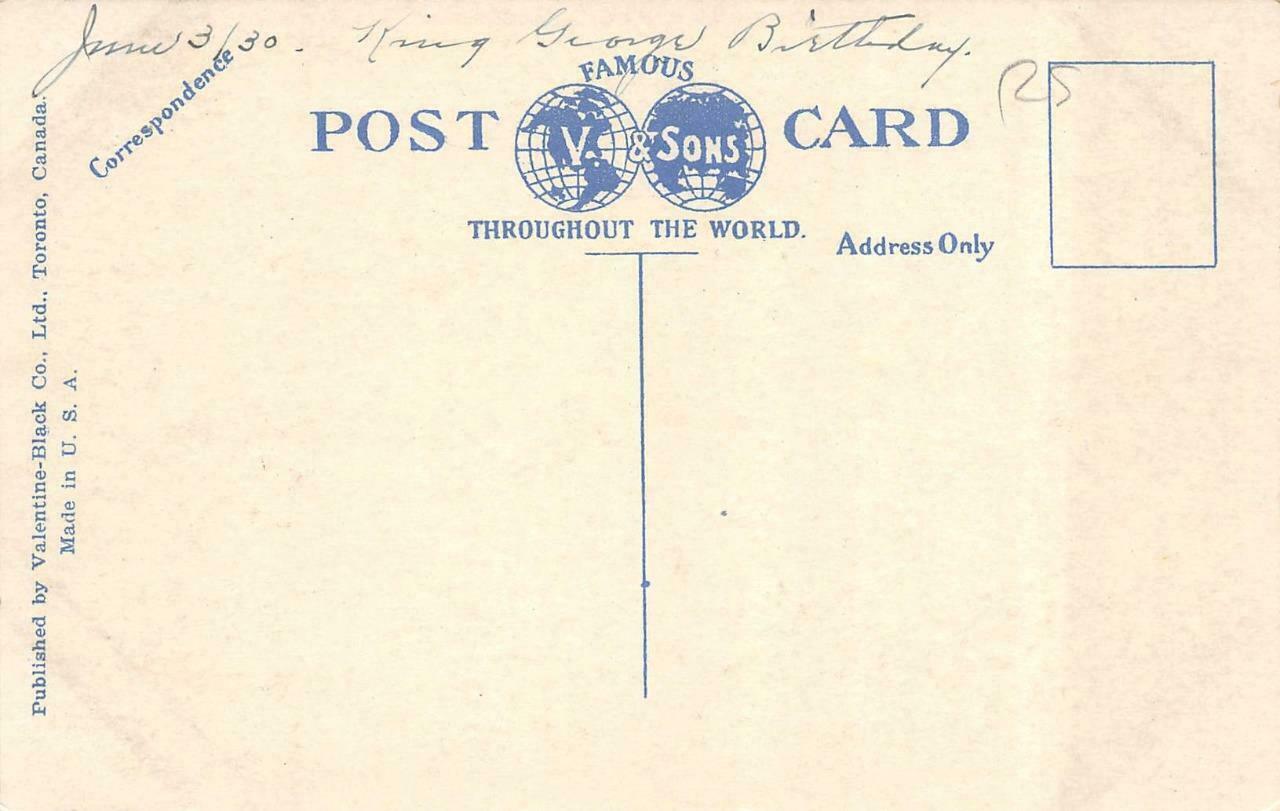 June 3/30. King George Birthday.
Correspondence
FAMOUS
POST V. & SONS CARD
THROUGHOUT THE WORLD.
Address Only
Published by Valentine-Black Co., Ltd., Toronto, Canada.
Made in U. S. A.